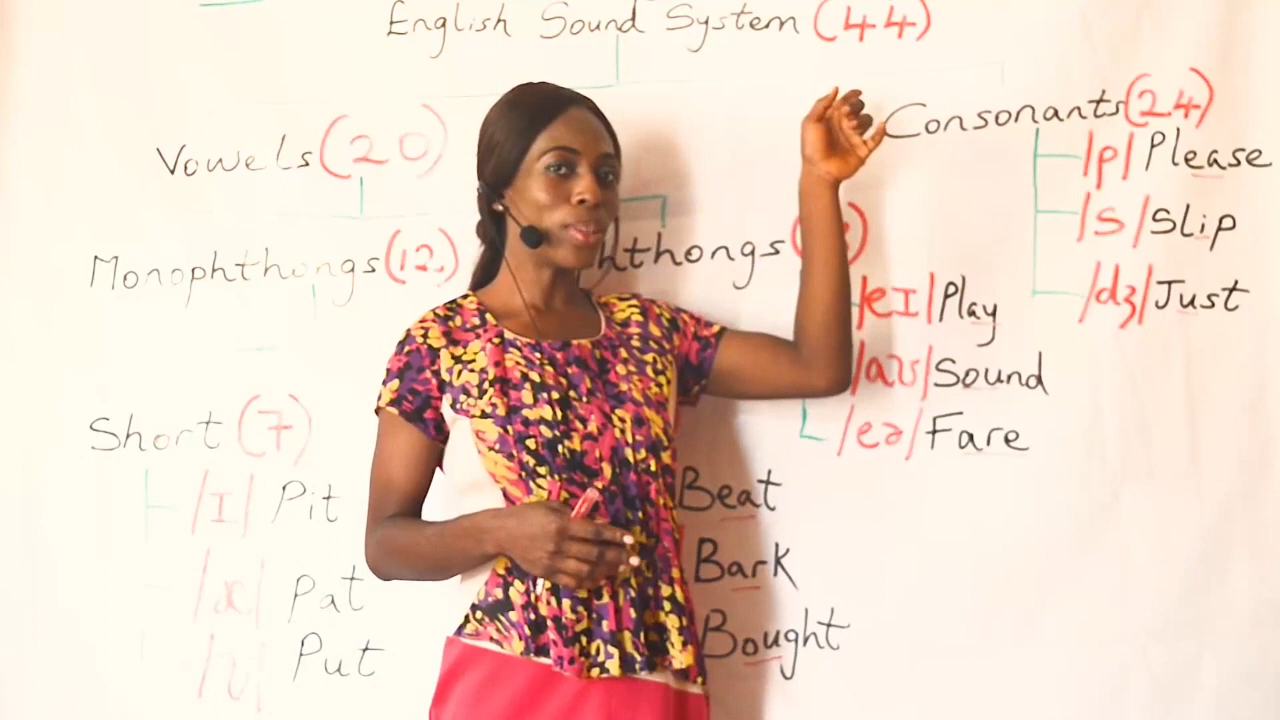 English Sound System (44)
Vowels (20)
Consonants (24)
/p/ Please
/s/ Slip
/dʒ/ Just
Monophthongs (12)
hthongs
/eɪ/ Play
/aʊ/ Sound
/eə/ Fare
Short (7)
/ɪ/ Pit
/æ/ Pat
/ʊ/ Put
Beat
Bark
Bought